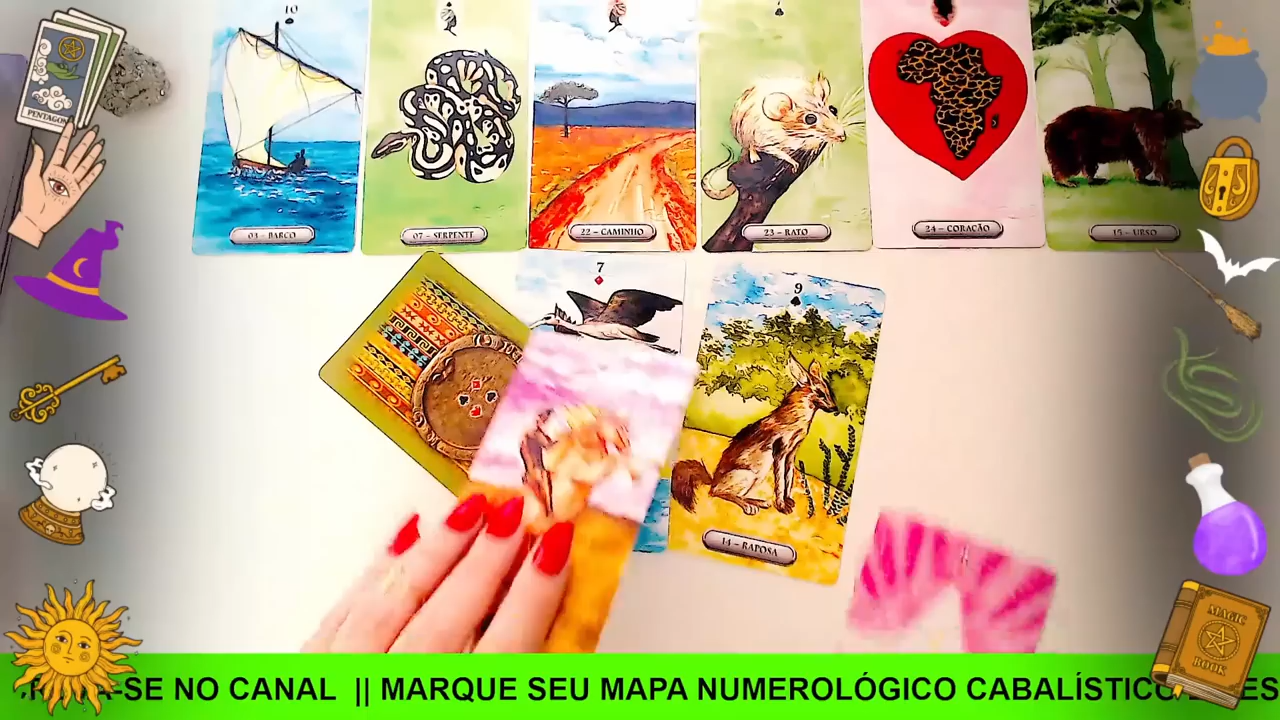 10
03 – BARCO
07 – SERPENTE
22 – CAMINHO
23 – RATO
24 – CORAÇÃO
15 – URSO
7
9
14 – RAPOSA
MAGIC
BOOK
-SE NO CANAL || MARQUE SEU MAPA NUMEROLÓGICO CABALÍSTICO